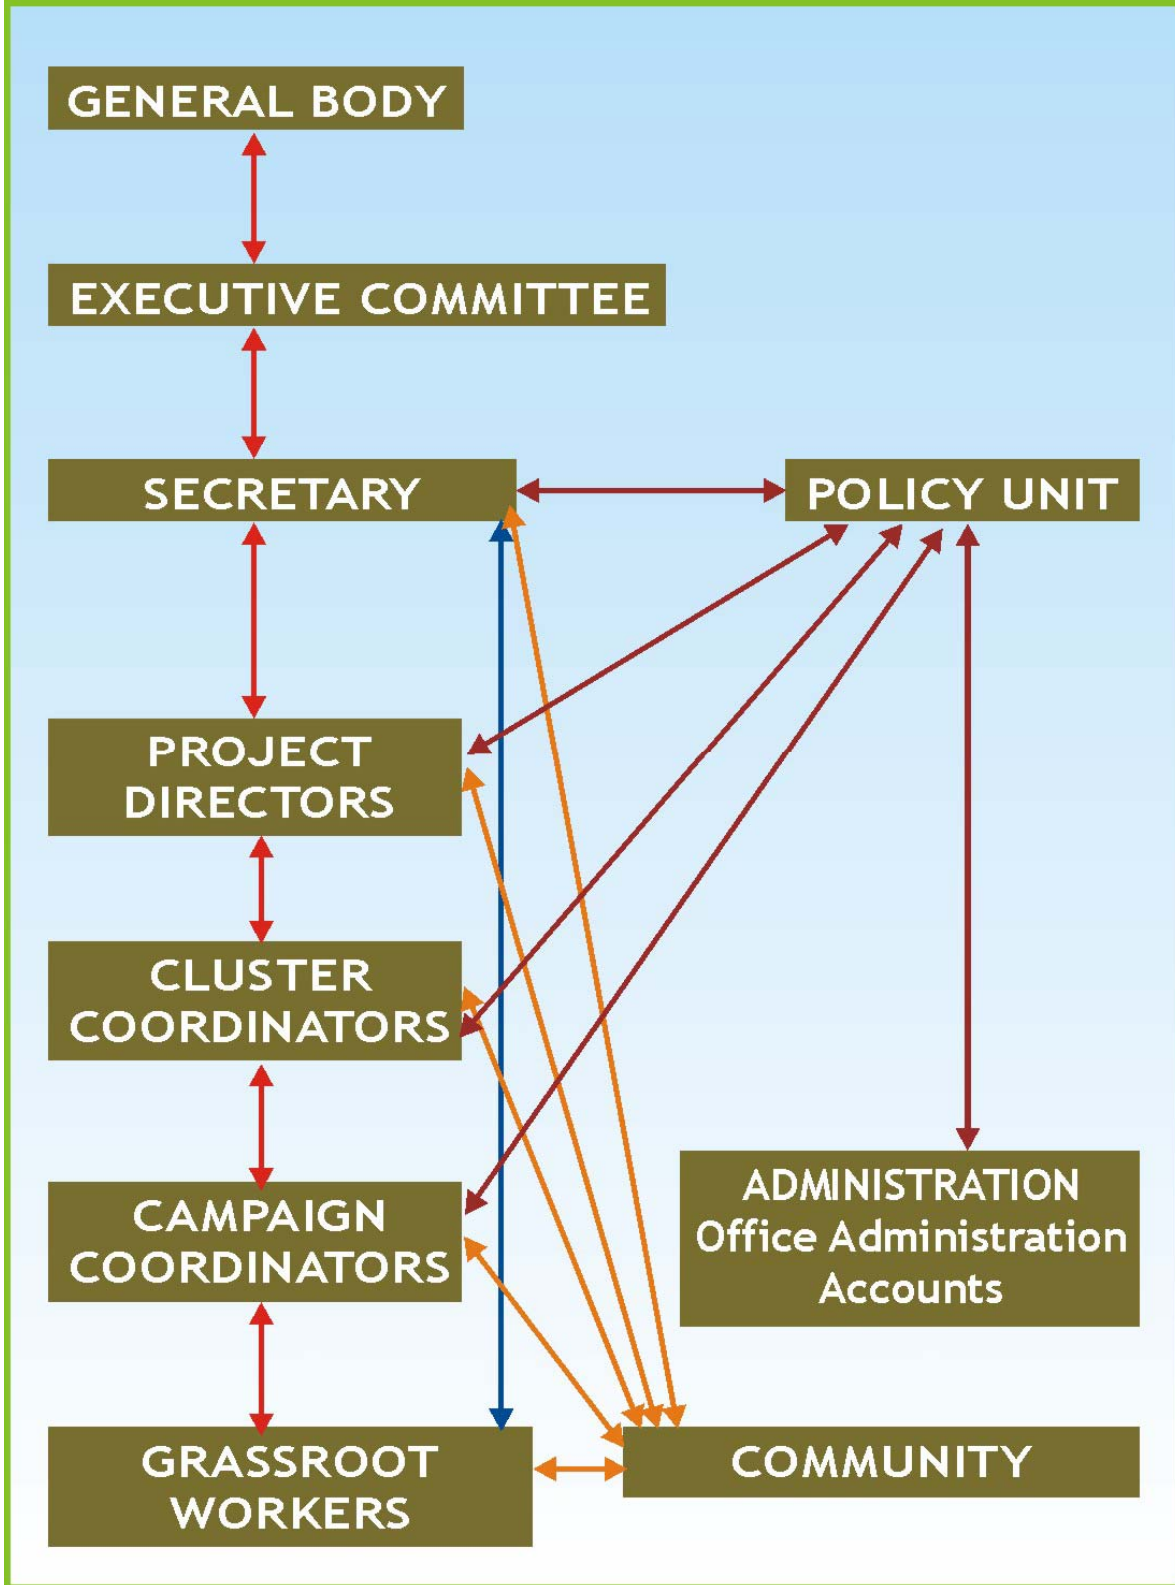 GENERAL BODY
EXECUTIVE COMMITTEE
SECRETARY
POLICY UNIT
PROJECT
DIRECTORS
CLUSTER
COORDINATORS
CAMPAIGN
COORDINATORS
ADMINISTRATION
Office Administration
Accounts
GRASSROOT
WORKERS
COMMUNITY